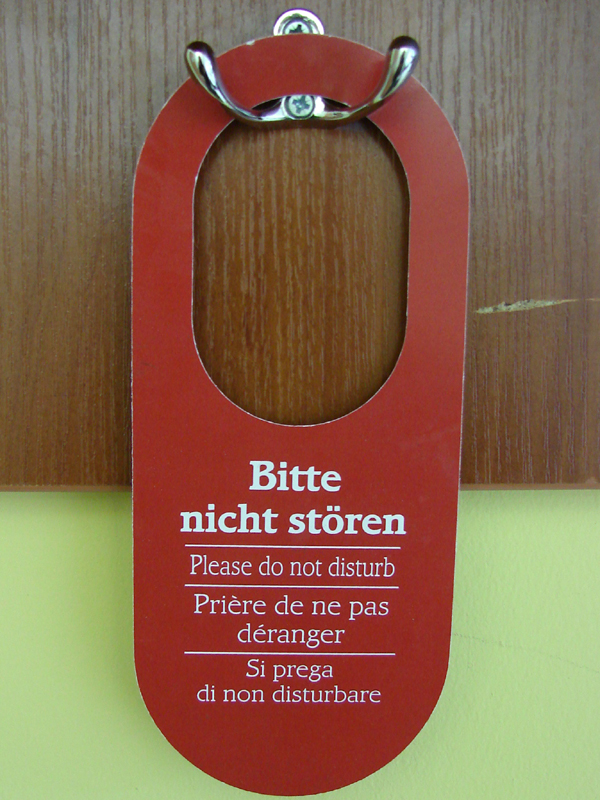 Bitte
nicht stören
Please do not disturb
Prière de ne pas
déranger
Si prega
di non disturbare